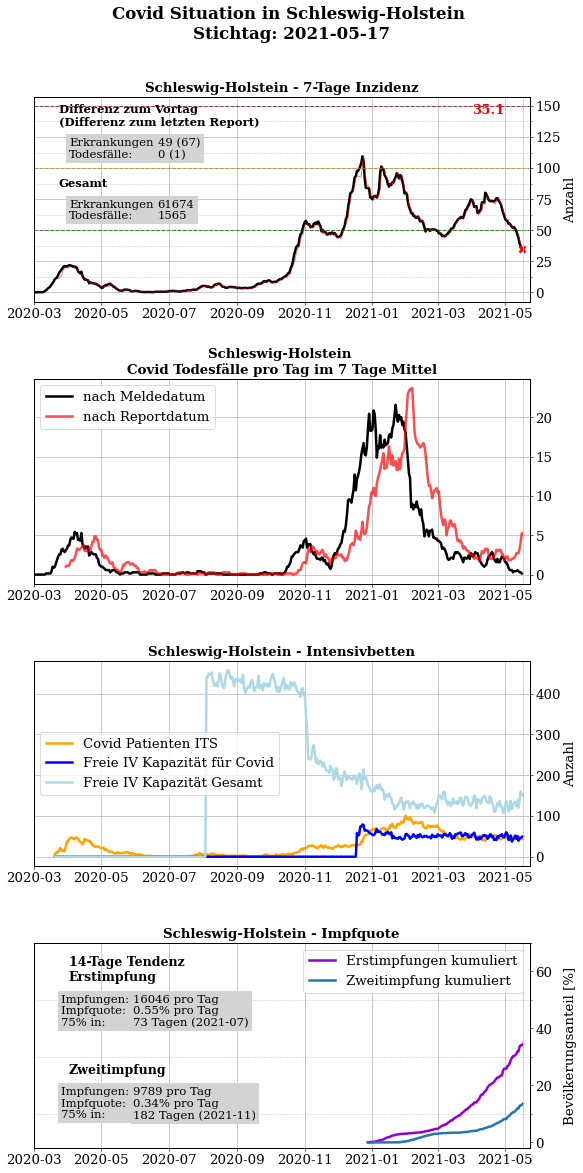 Covid Situation in Schleswig-Holstein
Stichtag: 2021-05-17
Schleswig-Holstein - 7-Tage Inzidenz
Differenz zum Vortag
(Differenz zum letzten Report)
Erkrankungen 49 (67)
Todesfälle: 0 (1)
Gesamt
Erkrankungen 61674
Todesfälle: 1565
35.1
150
125
100
75
50
25
0
Anzahl
2020-03 2020-05 2020-07 2020-09 2020-11 2021-01 2021-03 2021-05
Schleswig-Holstein
Covid Todesfälle pro Tag im 7 Tage Mittel
nach Meldedatum
nach Reportdatum
20
15
10
5
0
2020-03 2020-05 2020-07 2020-09 2020-11 2021-01 2021-03 2021-05
Schleswig-Holstein - Intensivbetten
Covid Patienten ITS
Freie IV Kapazität für Covid
Freie IV Kapazität Gesamt
400
300
200
100
0
Anzahl
2020-03 2020-05 2020-07 2020-09 2020-11 2021-01 2021-03 2021-05
Schleswig-Holstein - Impfquote
14-Tage Tendenz
Erstimpfung
Impfungen: 16046 pro Tag
Impfquote: 0.55% pro Tag
75% in: 73 Tagen (2021-07)
Zweitimpfung
Impfungen: 9789 pro Tag
Impfquote: 0.34% pro Tag
75% in: 182 Tagen (2021-11)
Erstimpfungen kumuliert
Zweitimpfung kumuliert
60
40
20
0
Bevölkerungsanteil [%]
2020-03 2020-05 2020-07 2020-09 2020-11 2021-01 2021-03 2021-05